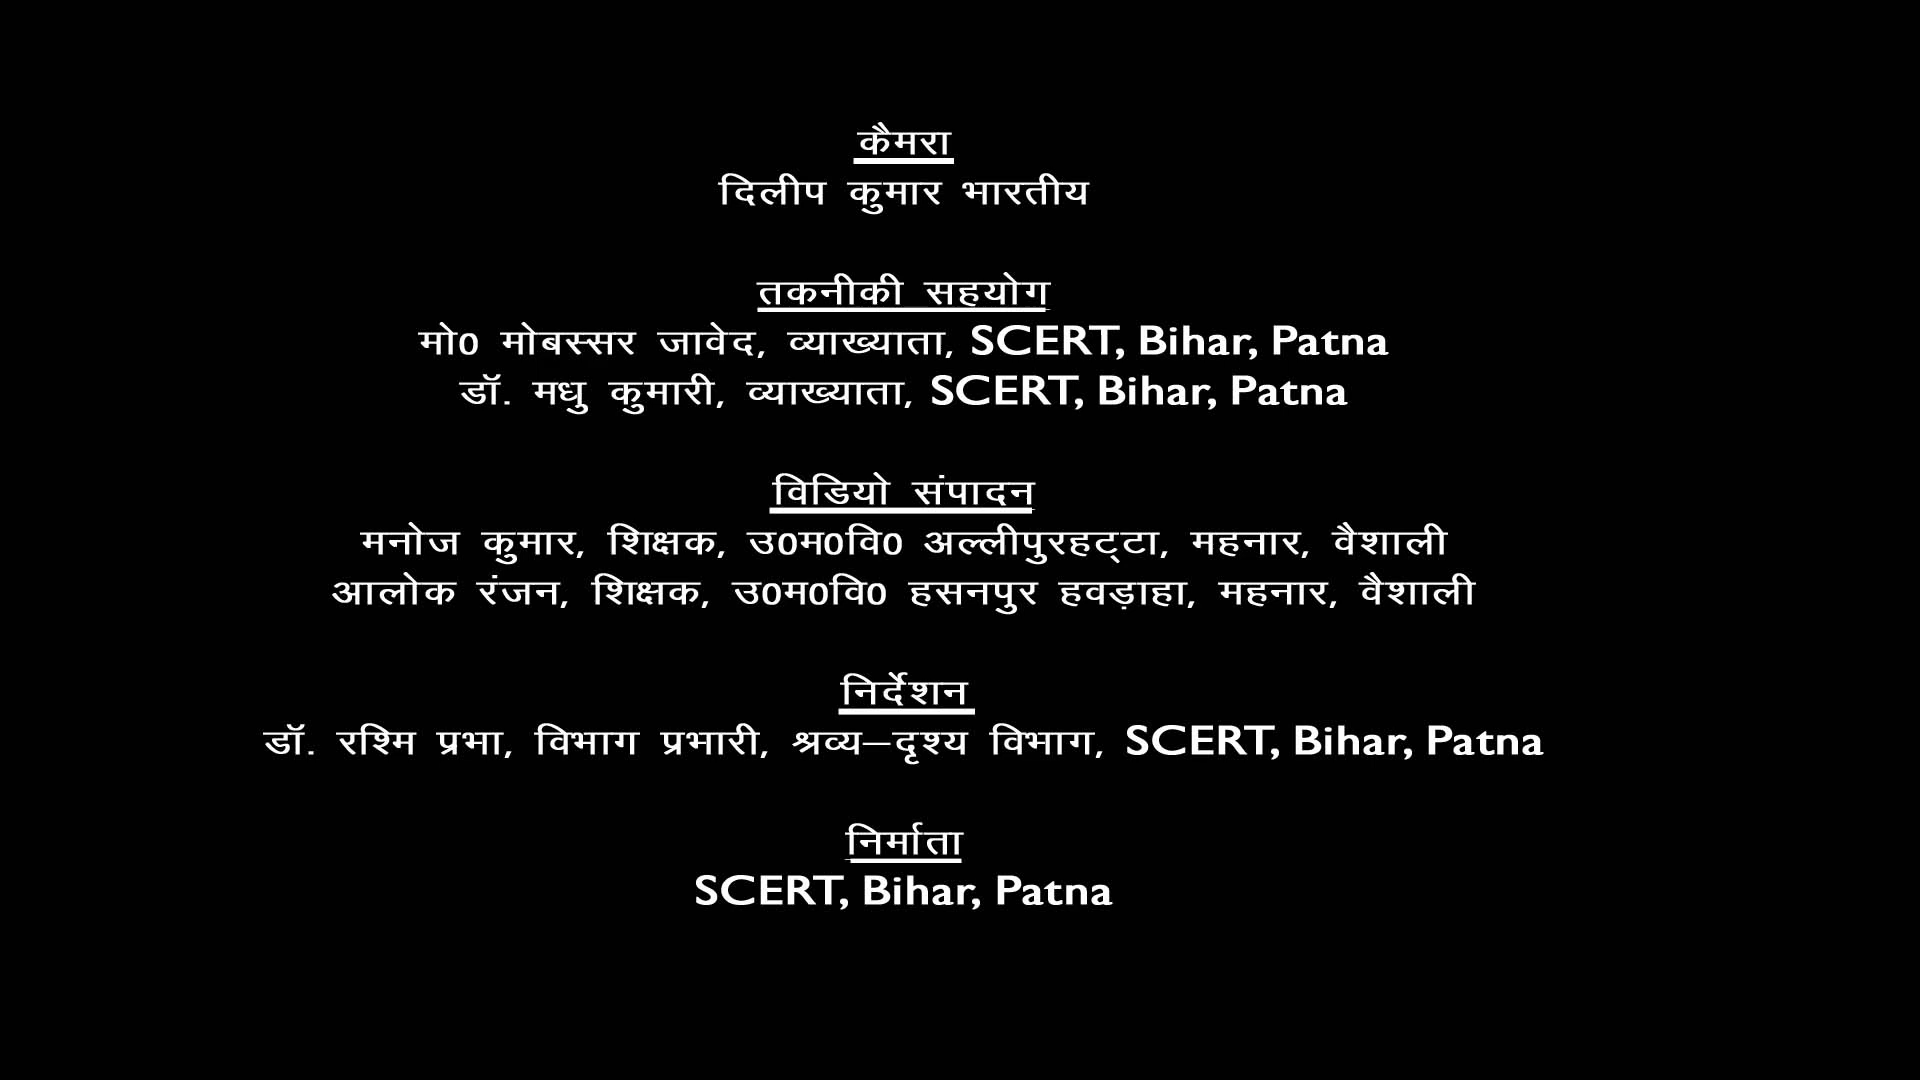 कैमरा
दिलीप कुमार भारतीय
तकनीकी सहयोग
मो0 मोबस्सर जावेद, व्याख्याता, SCERT, Bihar, Patna
डॉ. मधु कुमारी, व्याख्याता, SCERT, Bihar, Patna
विडियो संपादन
मनोज कुमार, शिक्षक, उ0म0वि0 अल्लीपुरहट्टा, महनार, वैशाली
आलोक रंजन, शिक्षक, उ0म0वि0 हसनपुर हवड़ाहा, महनार, वैशाली
निर्देशन
डॉ. रश्मि प्रभा, विभाग प्रभारी, श्रव्य–दृश्य विभाग, SCERT, Bihar, Patna
निर्माता
SCERT, Bihar, Patna